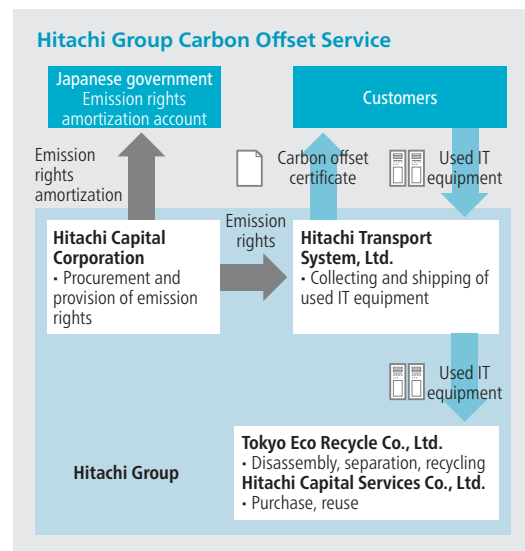 Hitachi Group Carbon Offset Service
Japanese government
Emission rights
amortization account
Customers
Emission
rights
amortization
Carbon offset
certificate
Used IT
equipment
Hitachi Capital
Corporation
· Procurement and
provision of emission
rights
Emission
rights
Hitachi Transport
System, Ltd.
· Collecting and shipping of
used IT equipment
Used IT
equipment
Hitachi Group
Tokyo Eco Recycle Co., Ltd.
· Disassembly, separation, recycling
Hitachi Capital Services Co., Ltd.
· Purchase, reuse